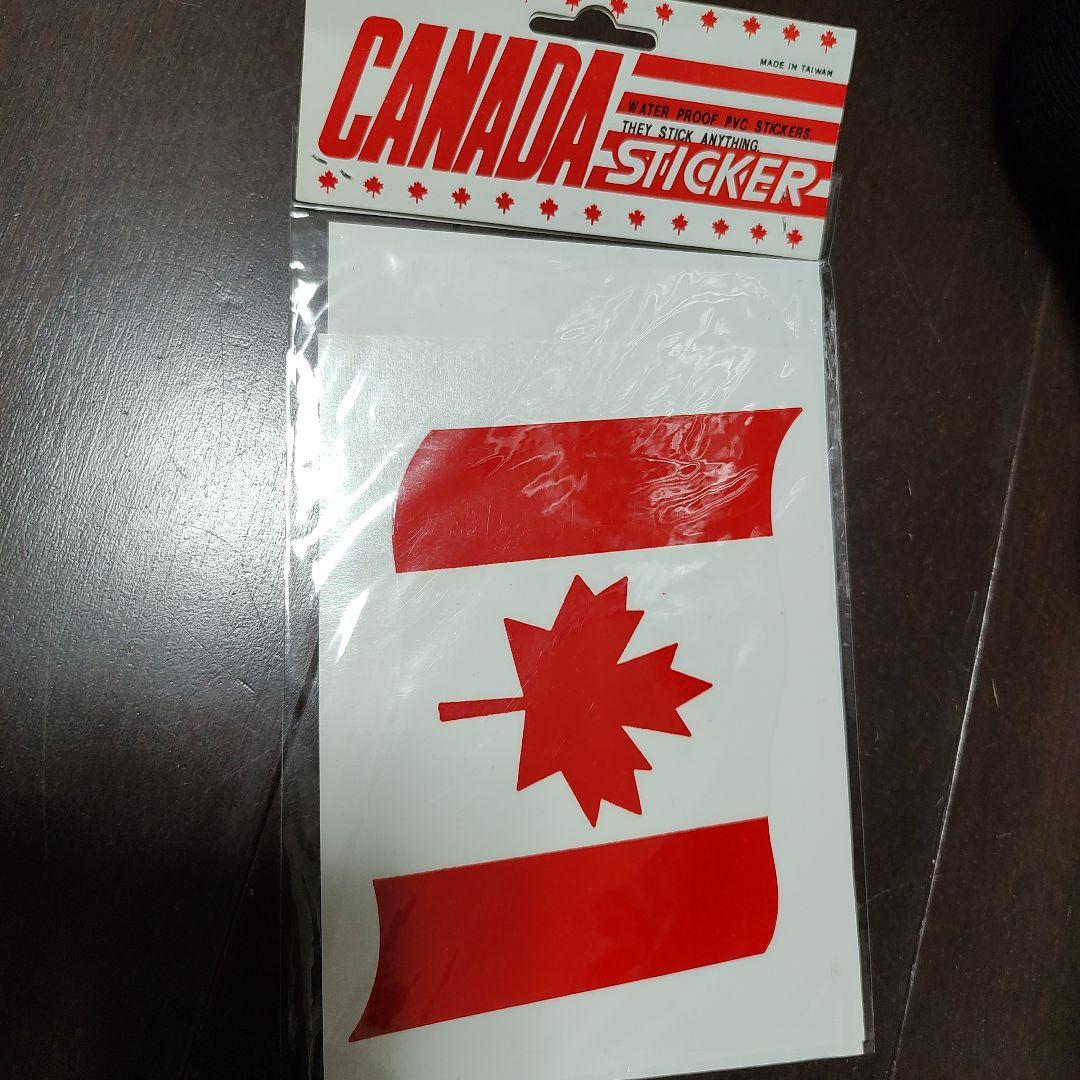 CANADA
MADE IN TAIWAN
WATER PROOF PVC STICKERS.
THEY STICK ANYTHING.
STICKER